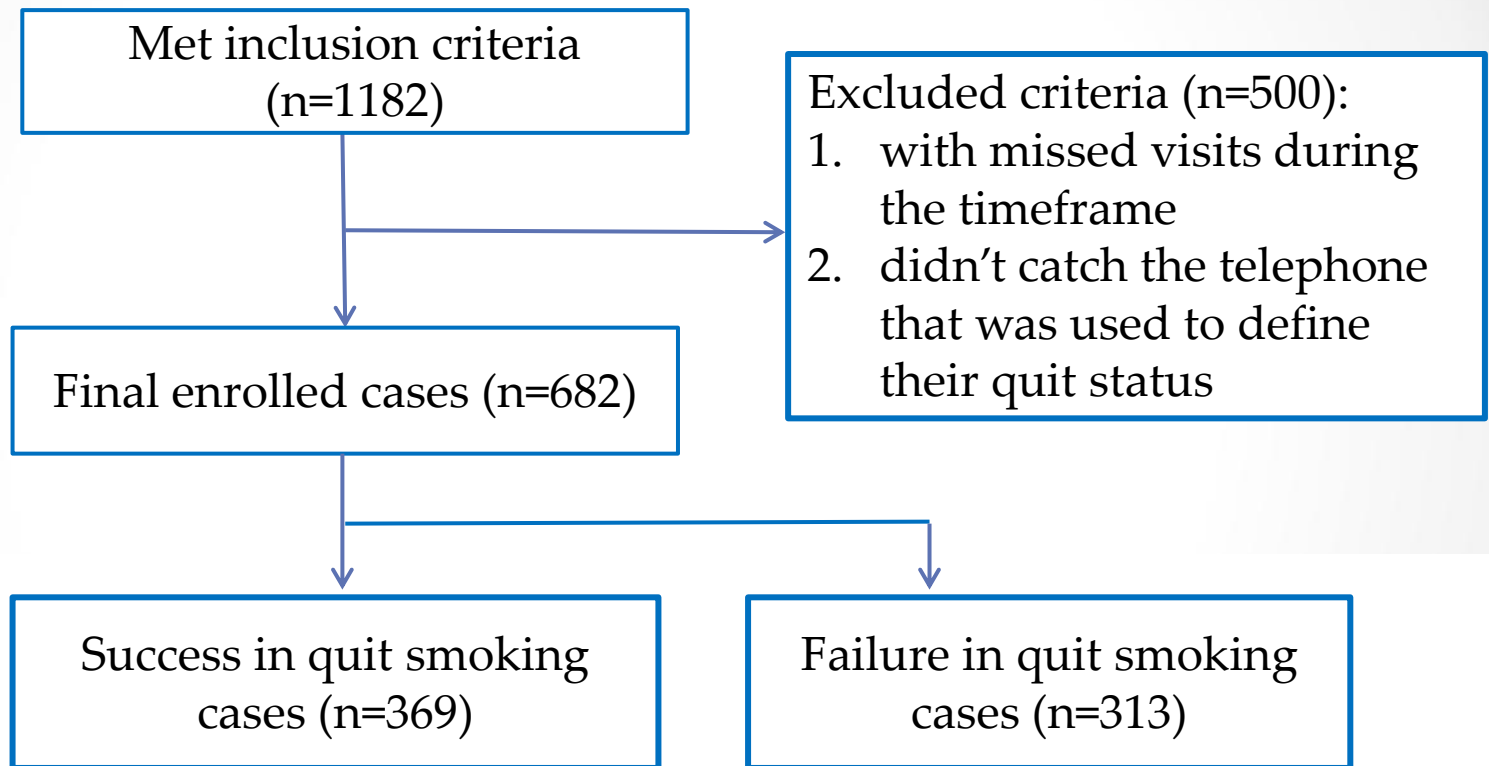 Met inclusion criteria
(n=1182)
Excluded criteria (n=500):
1. with missed visits during
the timeframe
2. didn’t catch the telephone
that was used to define
their quit status
Final enrolled cases (n=682)
Success in quit smoking
cases (n=369)
Failure in quit smoking
cases (n=313)